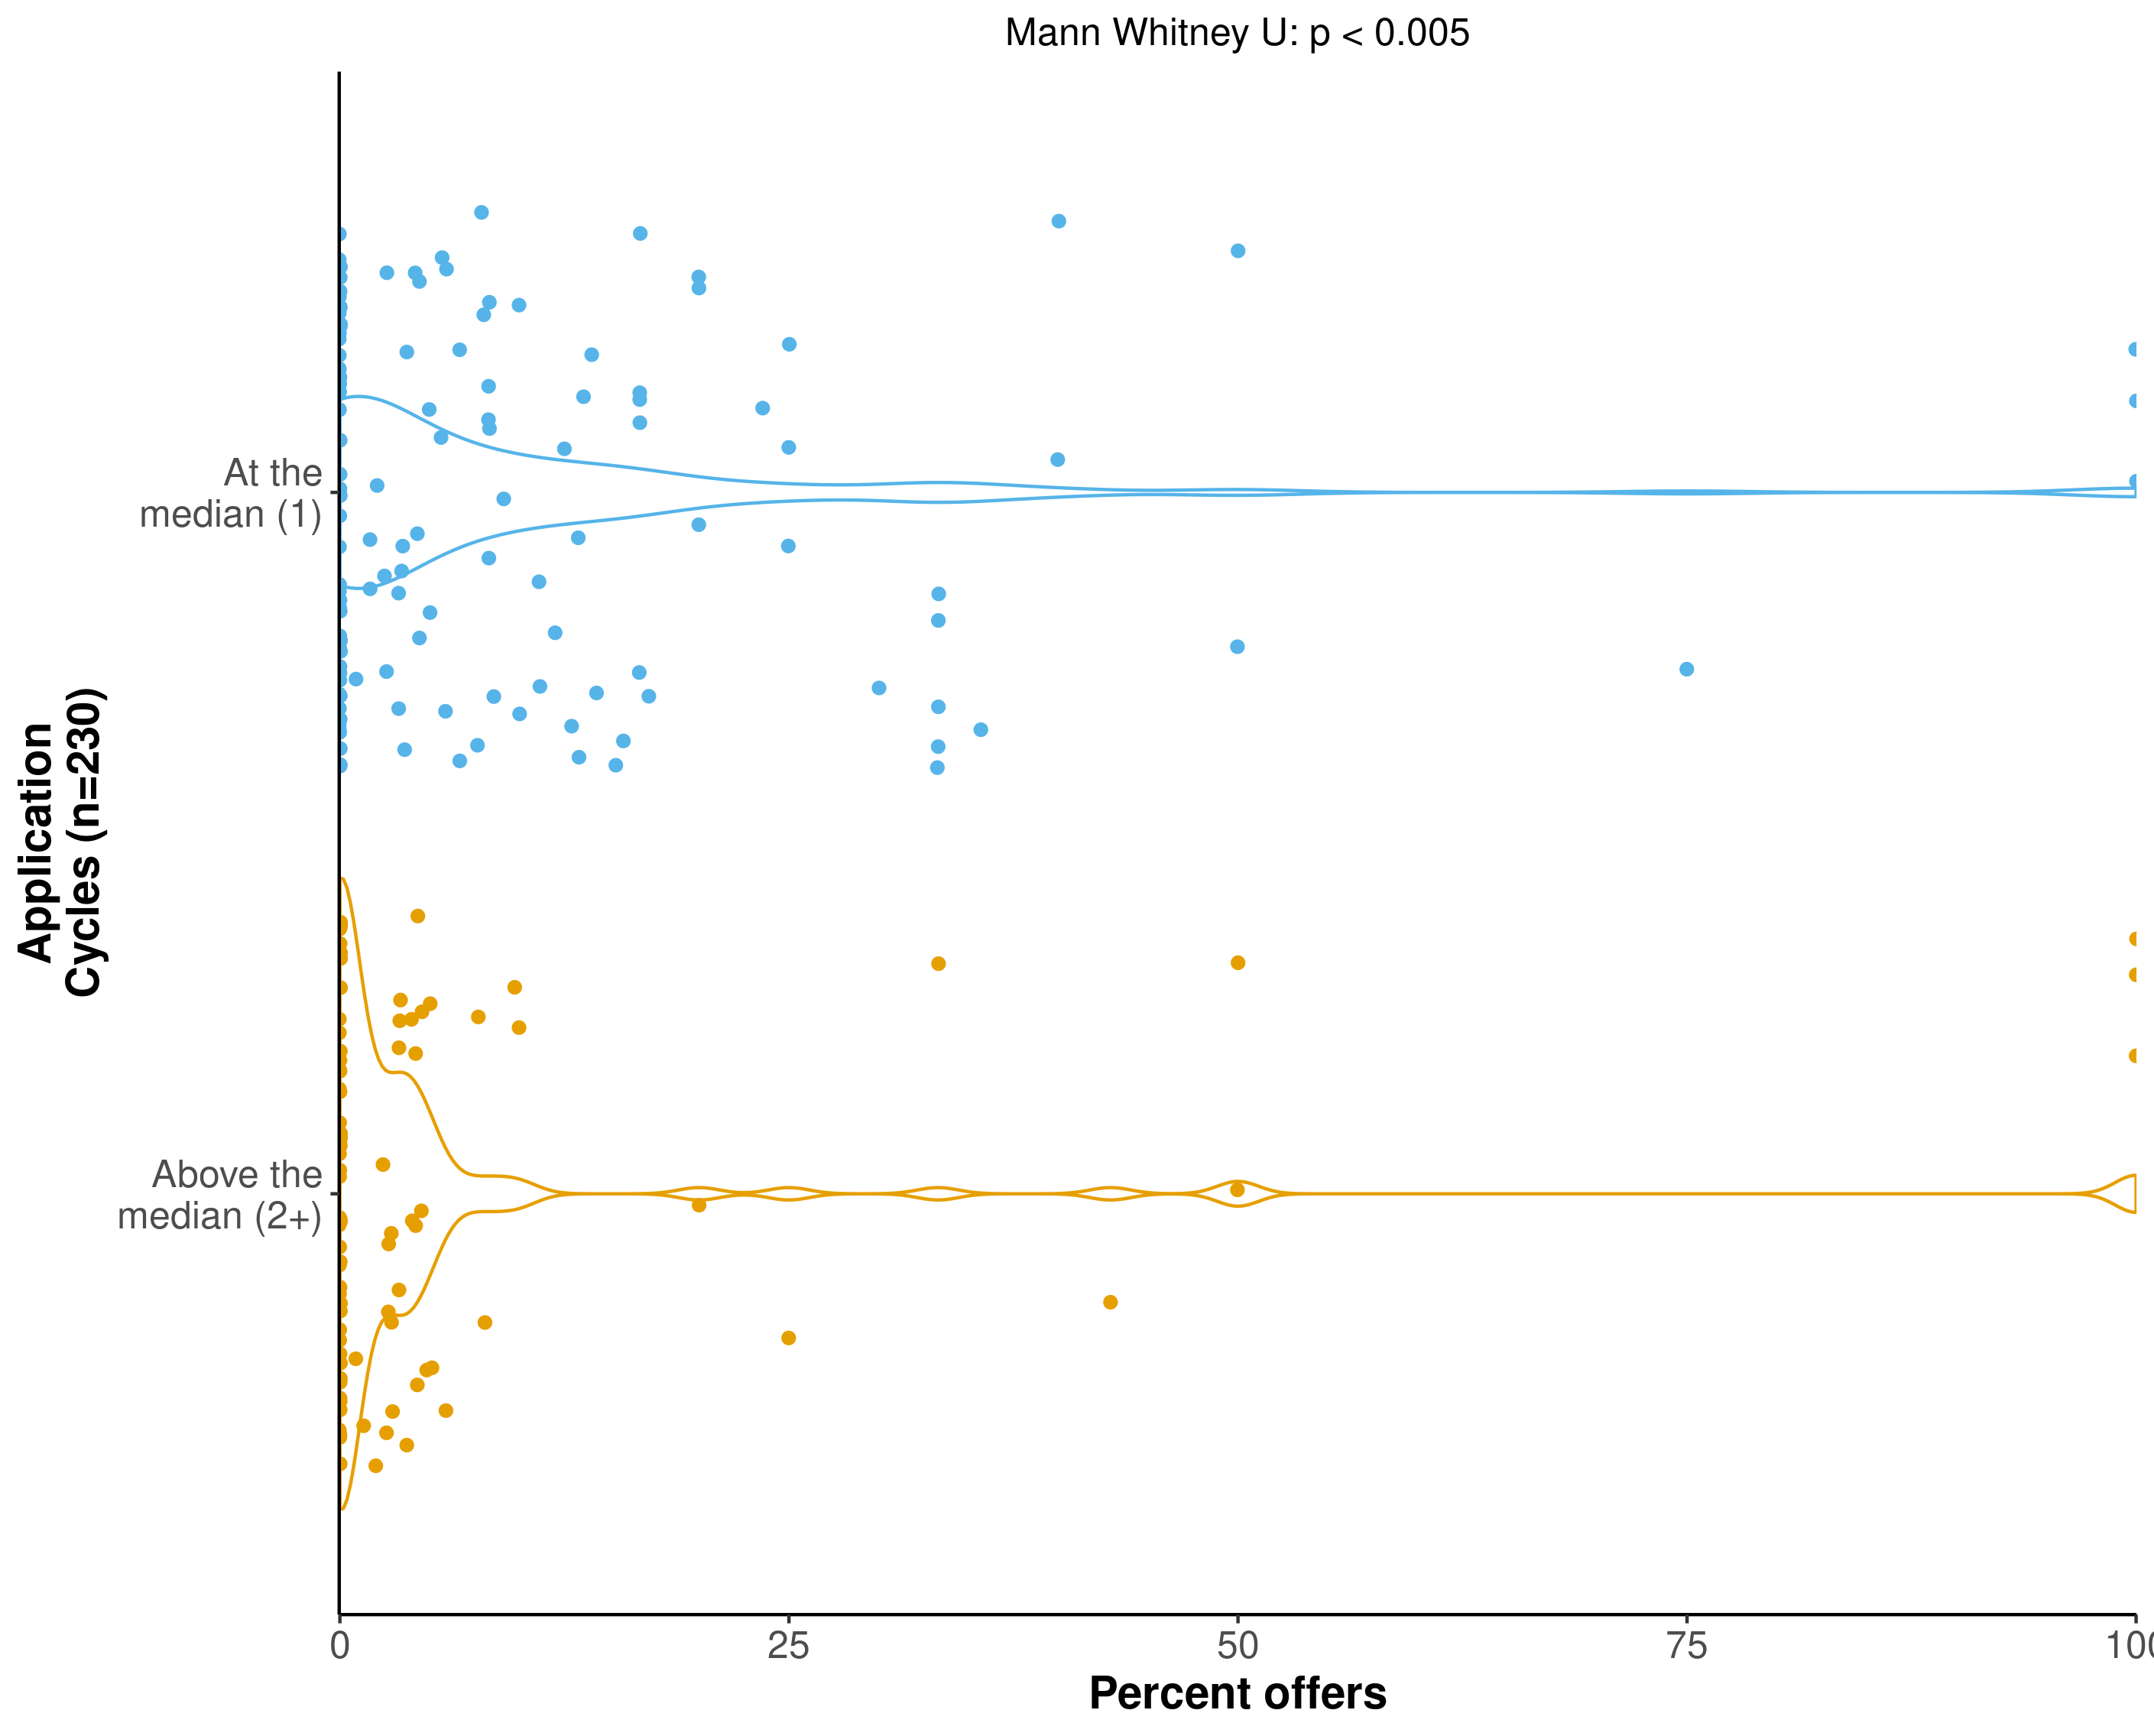 Mann Whitney U: p < 0.005
At the
median (1)
Application
Cycles (n=230)
Above the
median (2+)
0
25
50
75
100
Percent offers